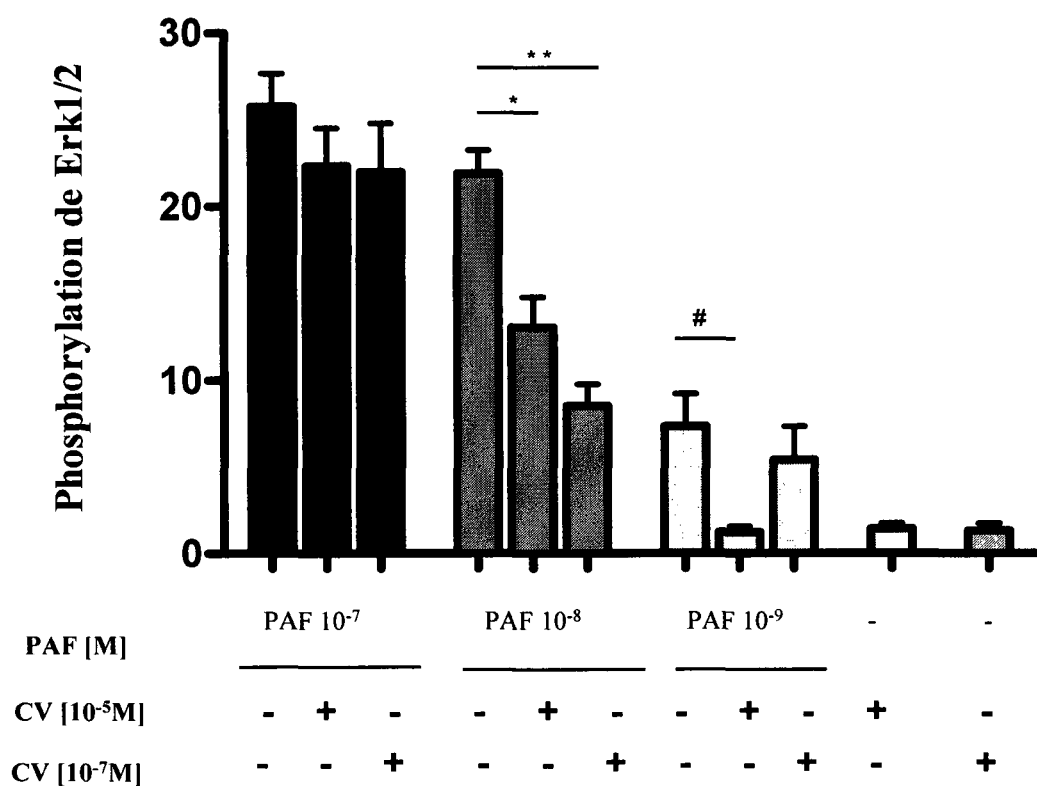 30
* *
*
20
#
10
0
Phosphorylation de Erk1/2
PAF 10⁻⁷ PAF 10⁻⁸ PAF 10⁻⁹ - -
PAF [M]
CV [10⁻⁵M] - + - - + - - + - + -
CV [10⁻⁷M] - - + - - + - - + - +